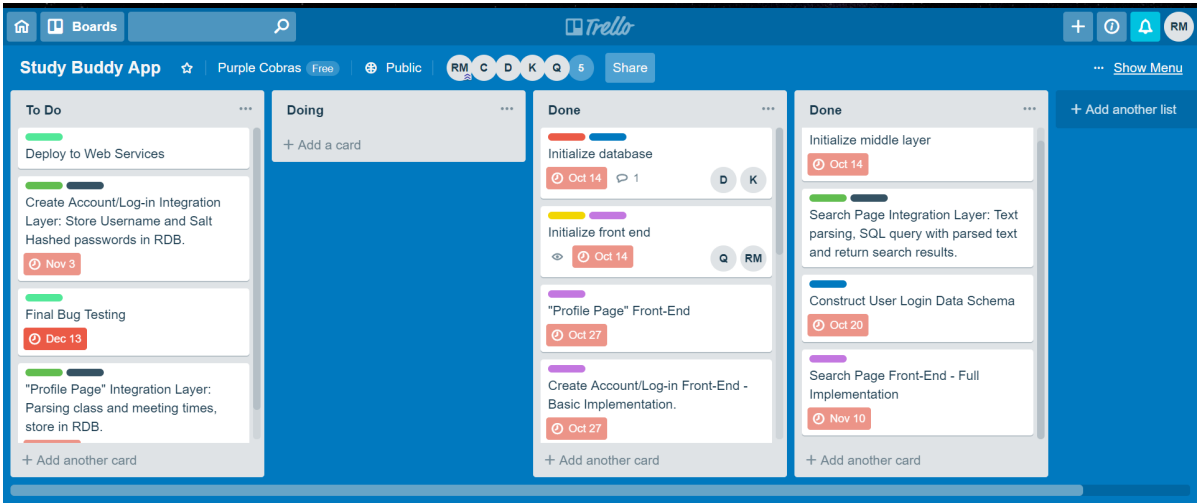 Boards
Trello
RM
Study Buddy App
Purple Cobras Free
Public
RM C D K Q 5
Share
... Show Menu
To Do ...
Deploy to Web Services
Create Account/Log-in Integration
Layer: Store Username and Salt
Hashed passwords in RDB.
Nov 3
Final Bug Testing
Dec 13
"Profile Page" Integration Layer:
Parsing class and meeting times,
store in RDB.
+ Add another card
Doing ...
+ Add a card
Done ...
Initialize database
Oct 14 1 D K
Initialize front end
Oct 14 Q RM
"Profile Page" Front-End
Oct 27
Create Account/Log-in Front-End -
Basic Implementation.
Oct 27
+ Add another card
Done ...
Initialize middle layer
Oct 14
Search Page Integration Layer: Text
parsing, SQL query with parsed text
and return search results.
Construct User Login Data Schema
Oct 20
Search Page Front-End - Full
Implementation
Nov 10
+ Add another card
+ Add another list